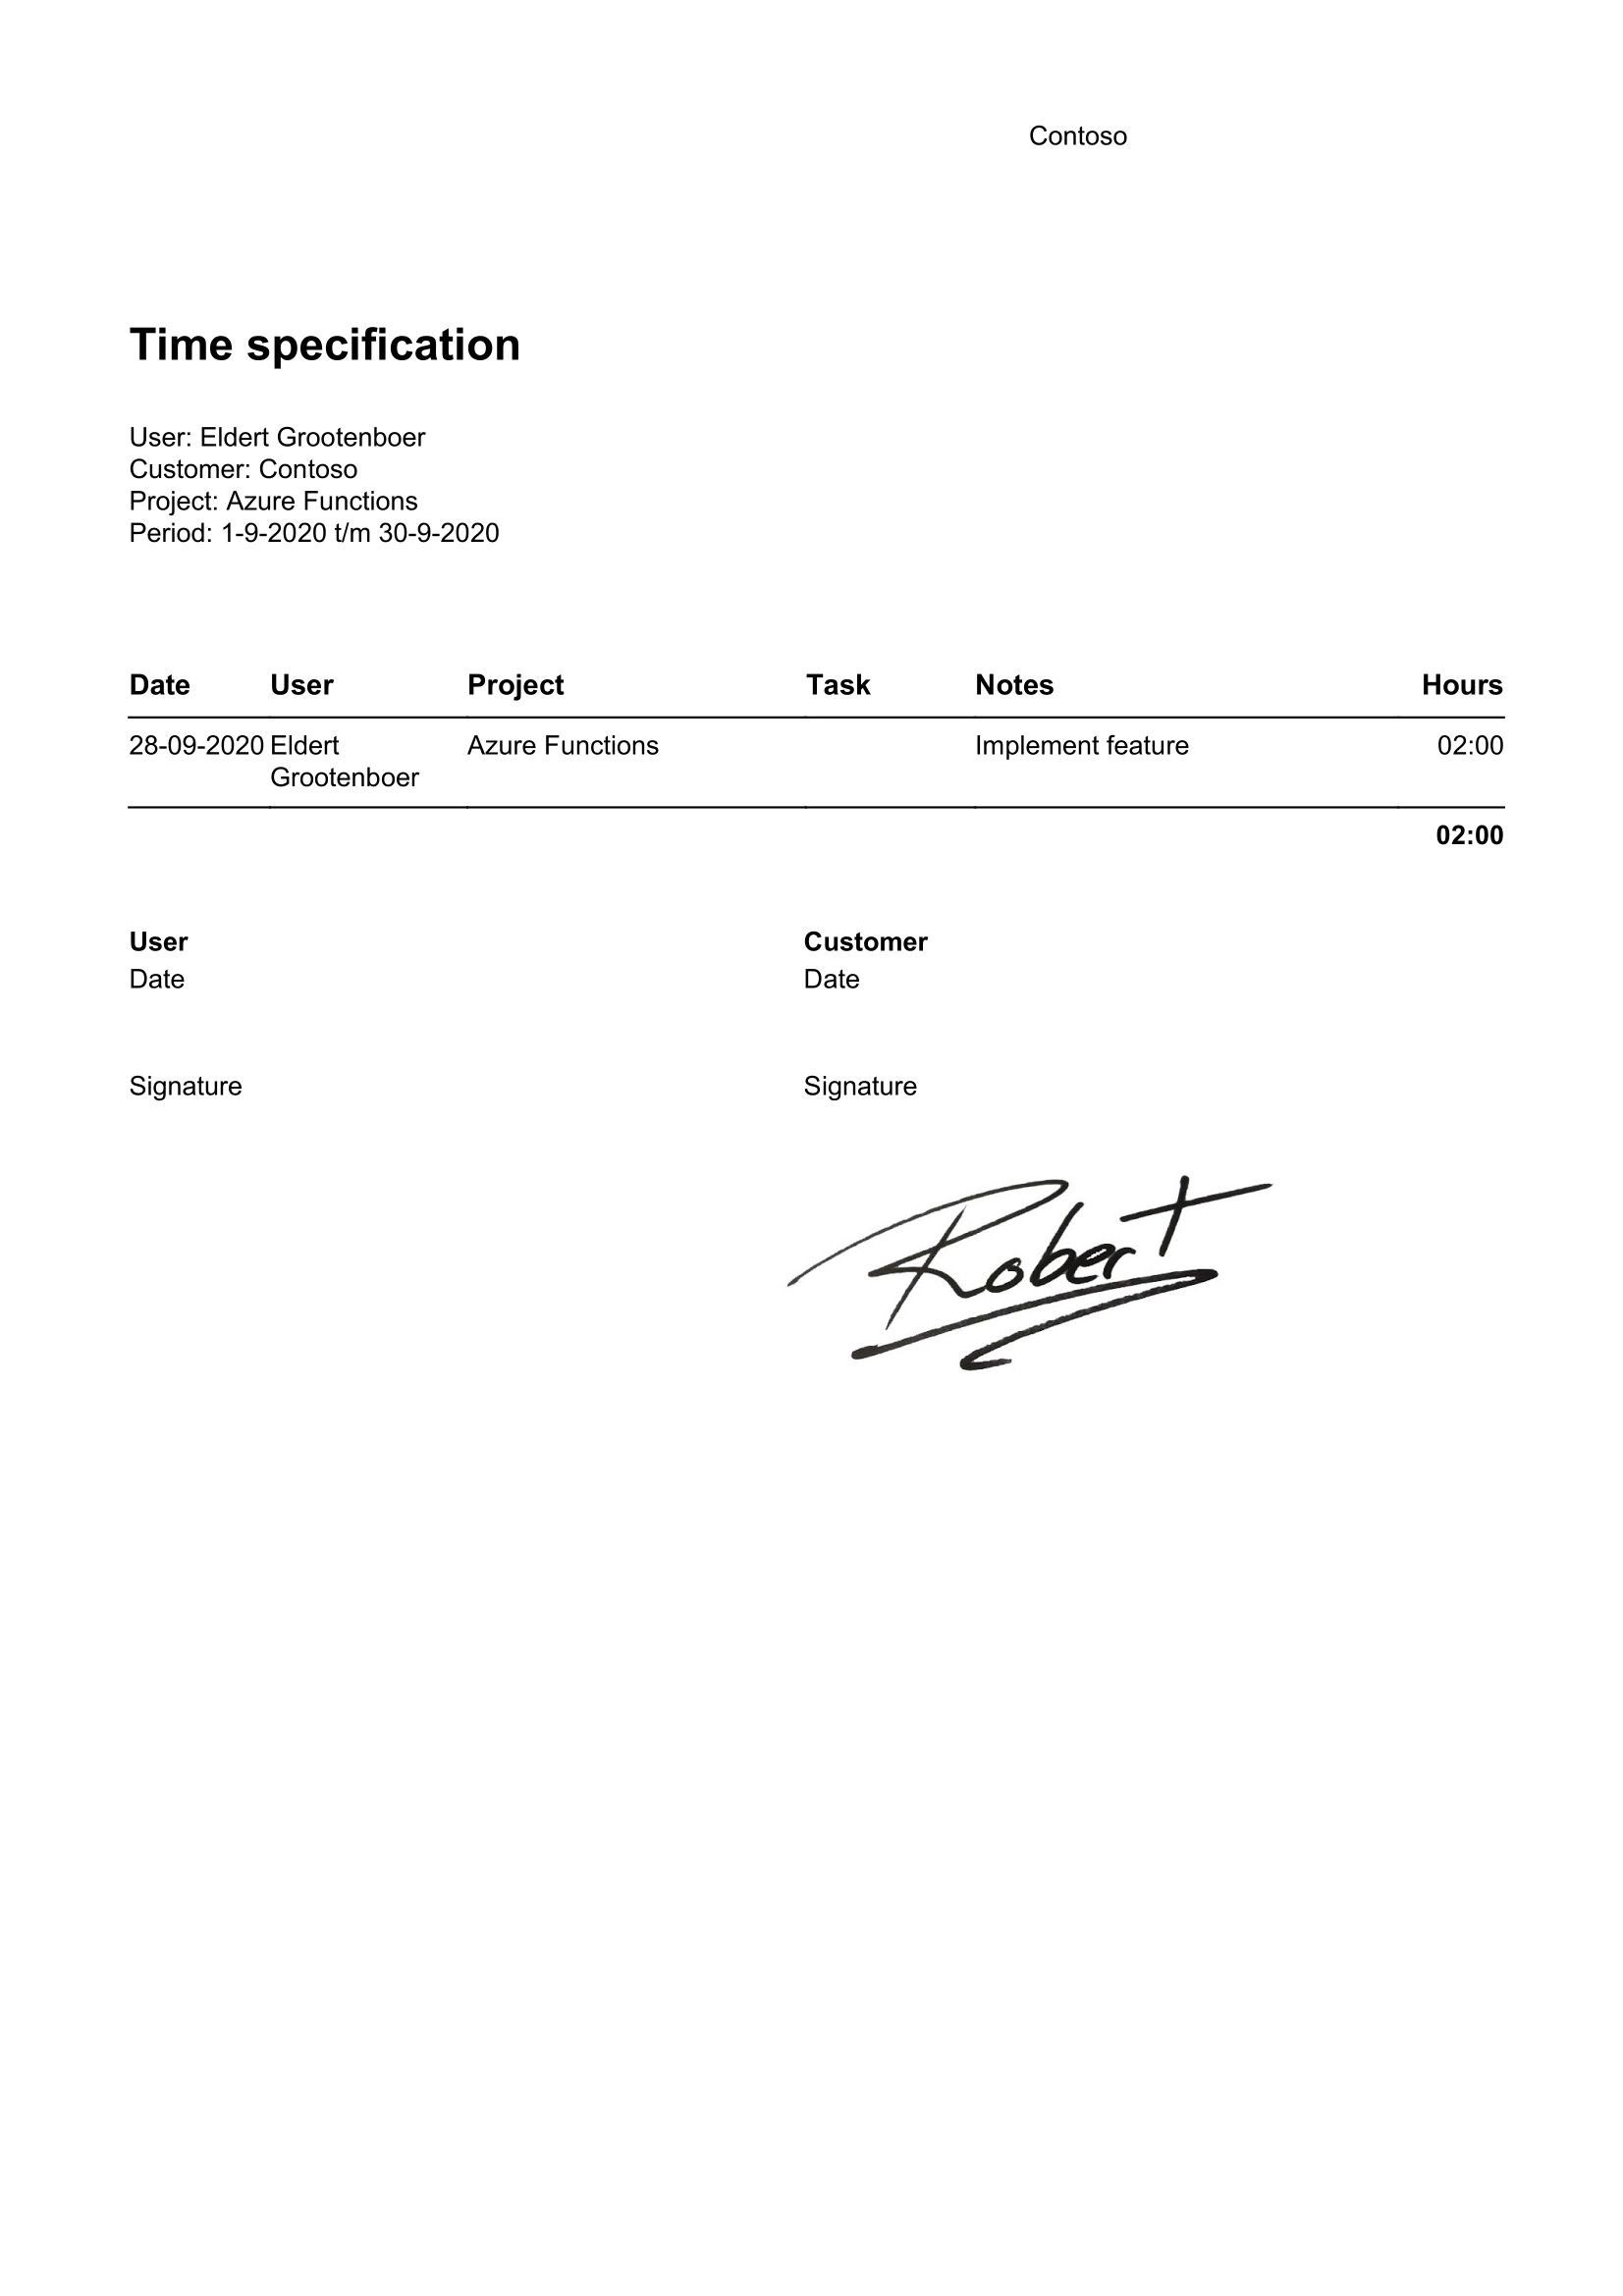 Contoso
Time specification
User: Eldert Grootenboer
Customer: Contoso
Project: Azure Functions
Period: 1-9-2020 t/m 30-9-2020
Date User Project Task Notes Hours
28-09-2020 Eldert Azure Functions Implement feature 02:00
Grootenboer
02:00
User Customer
Date Date
Signature Signature
Robert